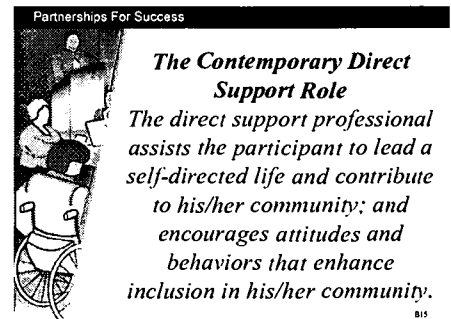 Partnerships For Success
The Contemporary Direct
Support Role
The direct support professional
assists the participant to lead a
self-directed life and contribute
to his/her community; and
encourages attitudes and
behaviors that enhance
inclusion in his/her community.
B15